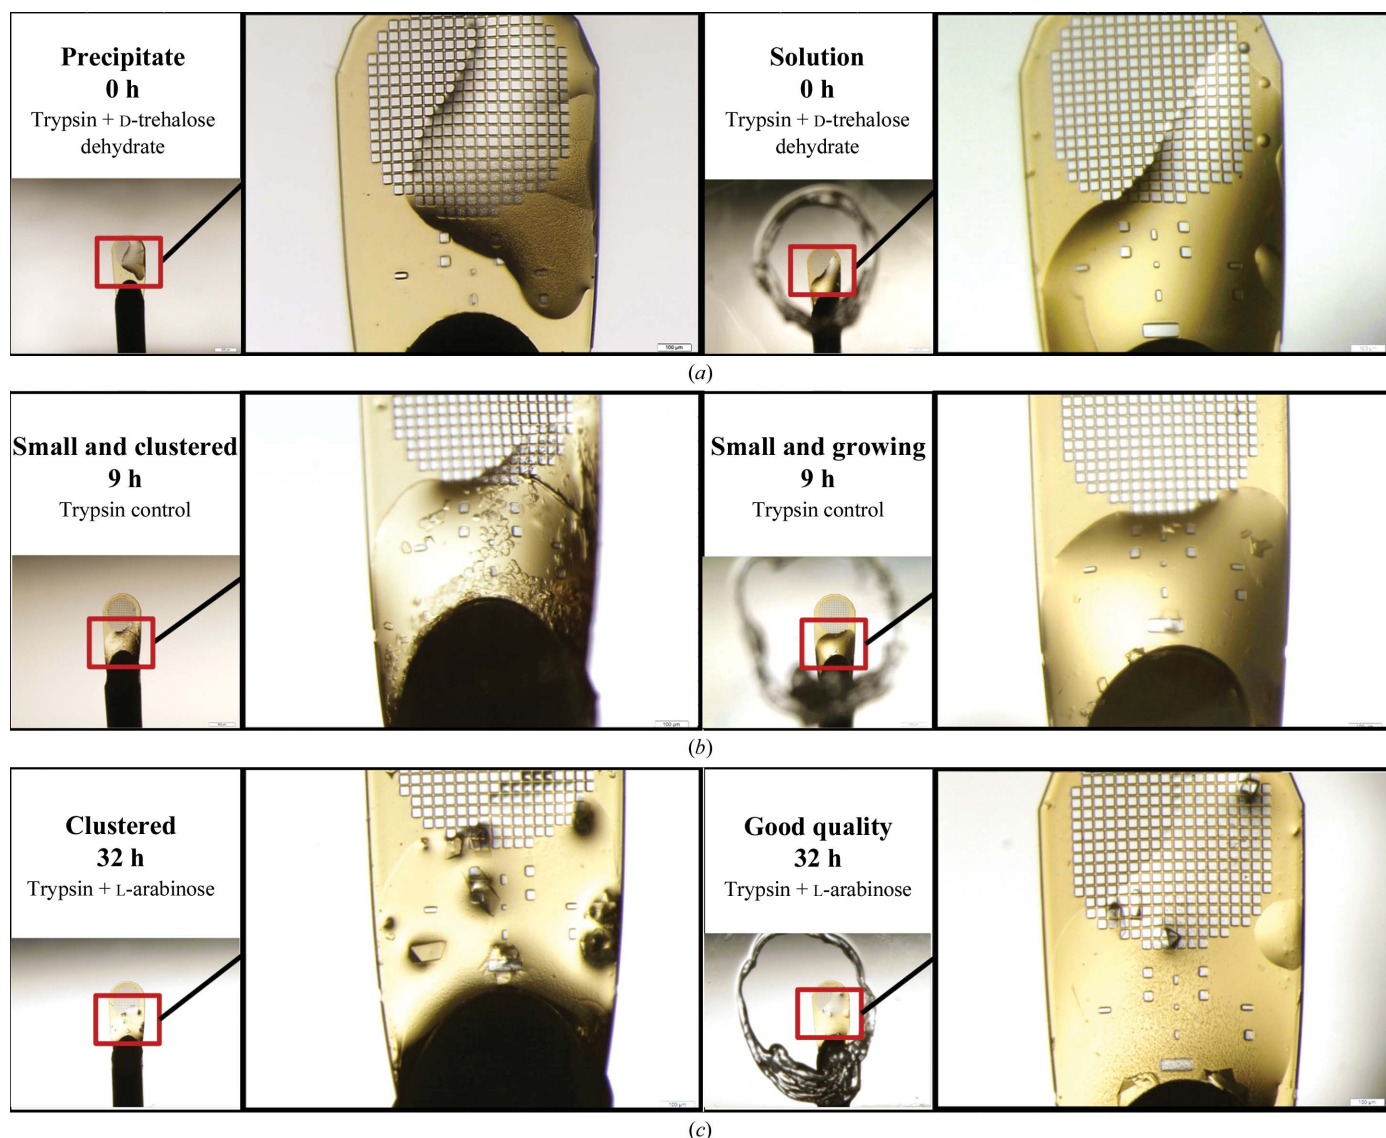 Precipitate
0 h
Trypsin + D-trehalose
dehydrate
100 µm
Solution
0 h
Trypsin + D-trehalose
dehydrate
(a)
Small and clustered
9 h
Trypsin control
100 µm
Small and growing
9 h
Trypsin control
(b)
Clustered
32 h
Trypsin + L-arabinose
100 µm
Good quality
32 h
Trypsin + L-arabinose
100 µm
(c)